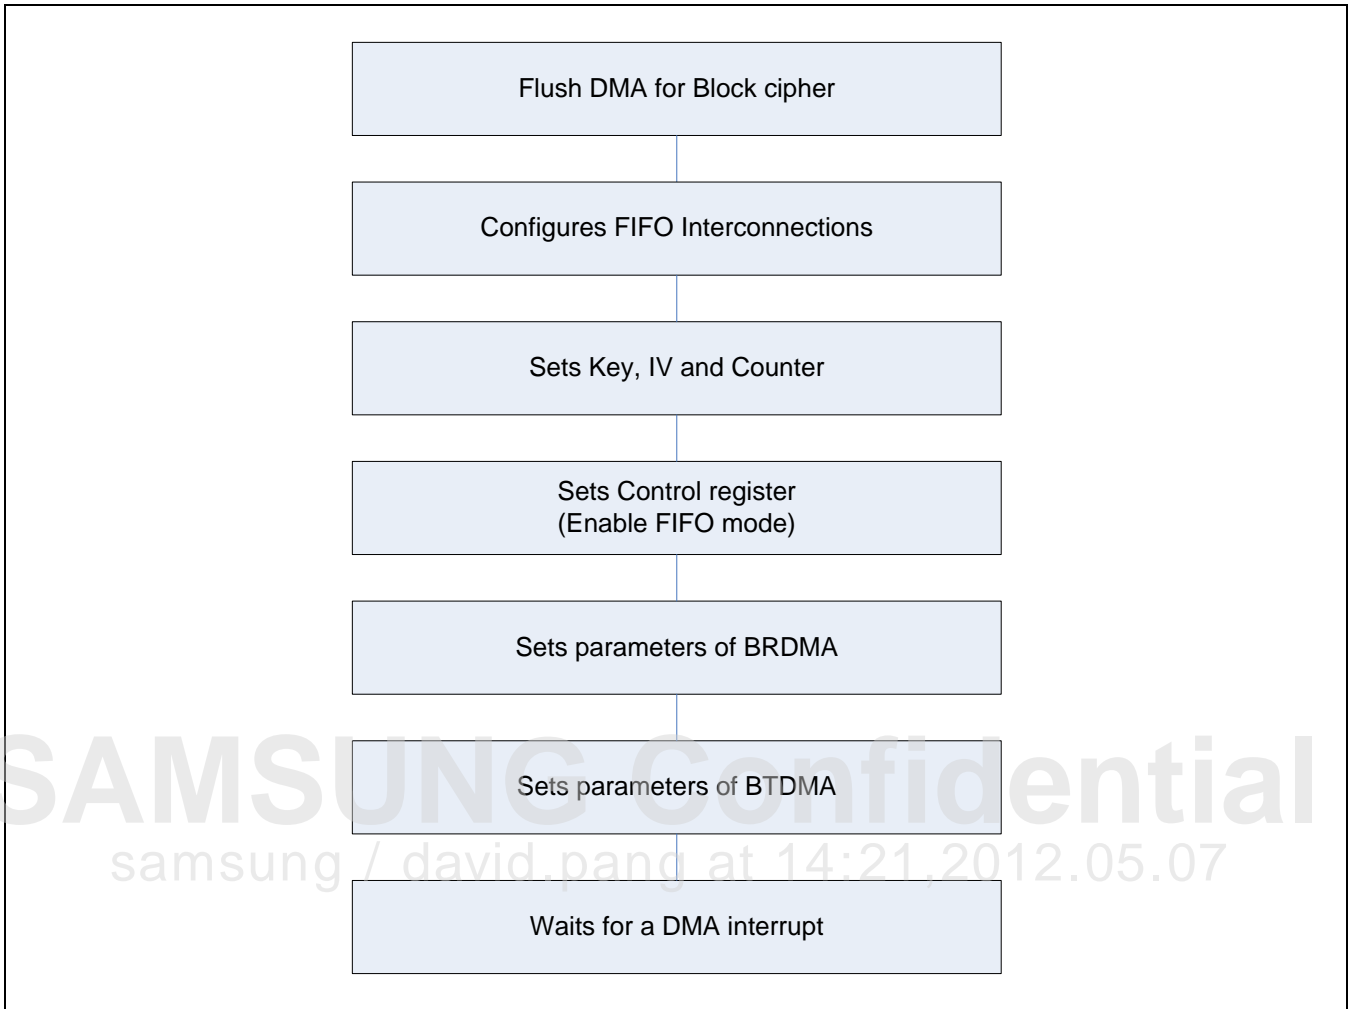 Flush DMA for Block cipher
Configures FIFO Interconnections
Sets Key, IV and Counter
Sets Control register
(Enable FIFO mode)
Sets parameters of BRDMA
SAMSUNG Confidential
Sets parameters of BTDMA
samsung / david.pang at 14:21,2012.05.07
Waits for a DMA interrupt